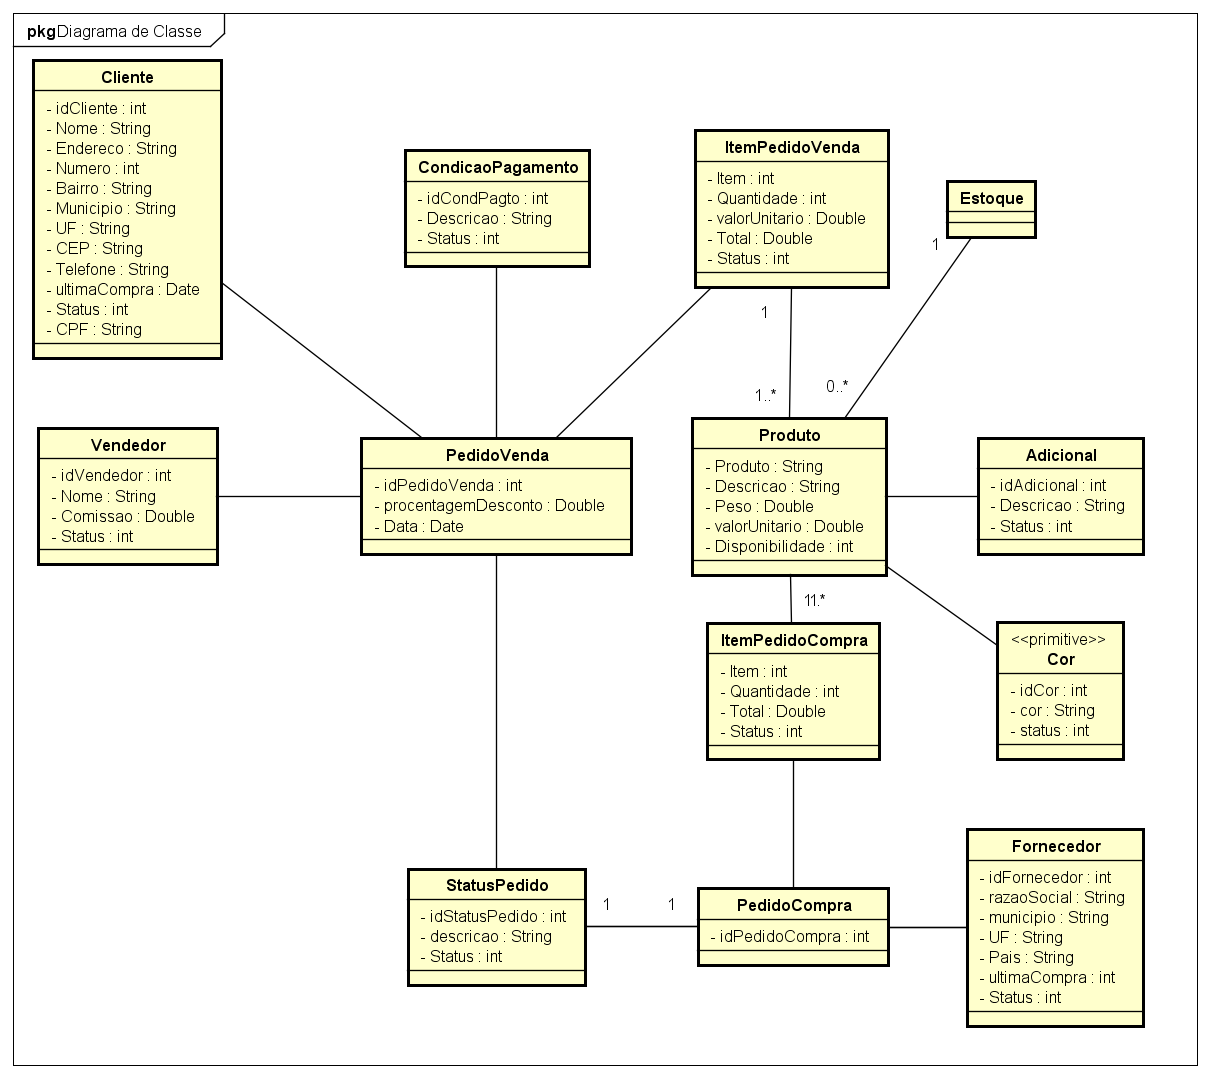 pkg Diagrama de Classe
Cliente
- idCliente : int
- Nome : String
- Endereco : String
- Numero : int
- Bairro : String
- Municipio : String
- UF : String
- CEP : String
- Telefone : String
- ultimaCompra : Date
- Status : int
- CPF : String
CondicaoPagamento
- idCondPagto : int
- Descricao : String
- Status : int
ItemPedidoVenda
- Item : int
- Quantidade : int
- valorUnitario : Double
- Total : Double
- Status : int
Estoque
1
1
0..*
1..*
Vendedor
- idVendedor : int
- Nome : String
- Comissao : Double
- Status : int
PedidoVenda
- idPedidoVenda : int
- procentagemDesconto : Double
- Data : Date
Produto
- Produto : String
- Descricao : String
- Peso : Double
- valorUnitario : Double
- Disponibilidade : int
Adicional
- idAdicional : int
- Descricao : String
- Status : int
11.*
ItemPedidoCompra
- Item : int
- Quantidade : int
- Total : Double
- Status : int
<<primitive>>
Cor
- idCor : int
- cor : String
- status : int
StatusPedido
- idStatusPedido : int
- descricao : String
- Status : int
1
1
PedidoCompra
- idPedidoCompra : int
Fornecedor
- idFornecedor : int
- razaoSocial : String
- municipio : String
- UF : String
- Pais : String
- ultimaCompra : int
- Status : int